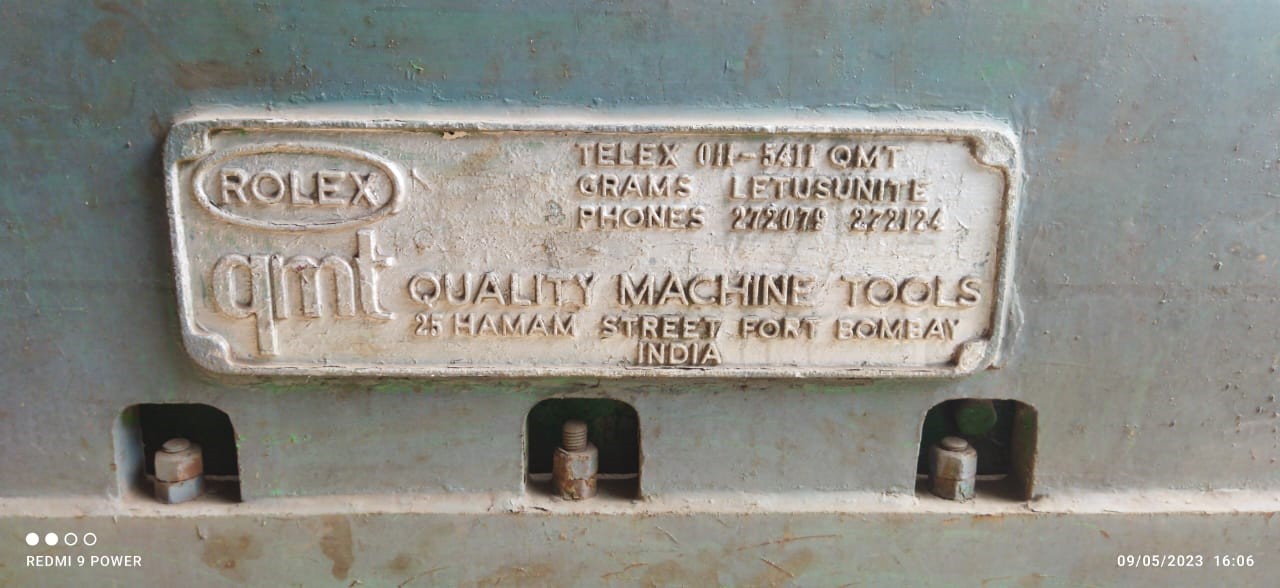 ROLEX
TELEX 011-5411 QMT
GRAMS LETUSUNITE
PHONES 272079 272124
qmt
QUALITY MACHINE TOOLS
25 HAMAM STREET FORT BOMBAY
INDIA
REDMI 9 POWER
09/05/2023 16:06